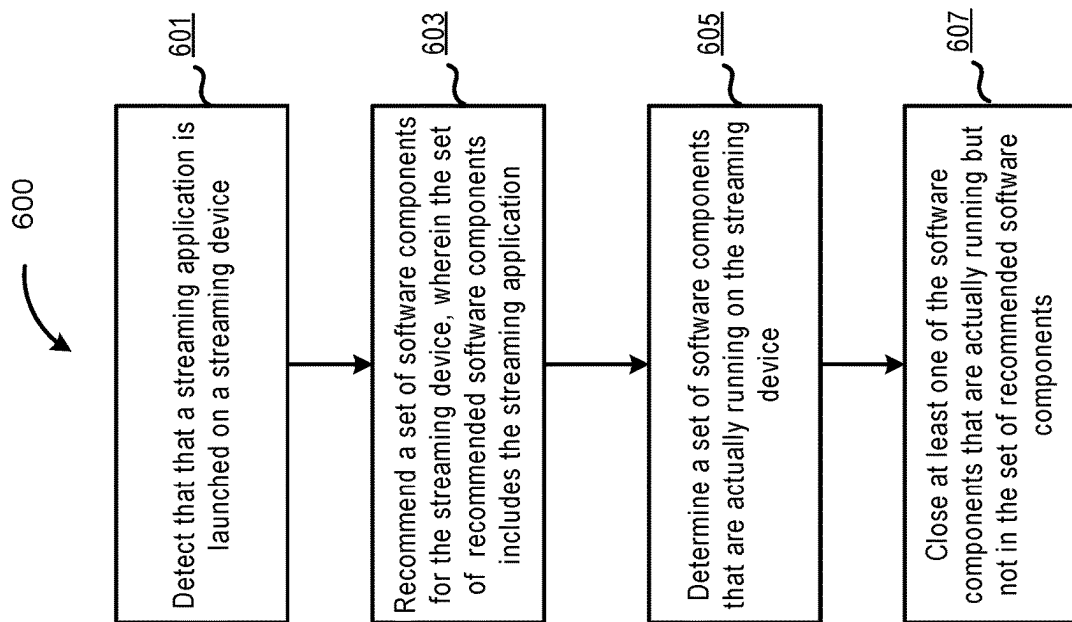 600
601
Detect that that a streaming application is
launched on a streaming device
603
Recommend a set of software components
for the streaming device, wherein the set
of recommended software components
includes the streaming application
605
Determine a set of software components
that are actually running on the streaming
device
607
Close at least one of the software
components that are actually running but
not in the set of recommended software
components